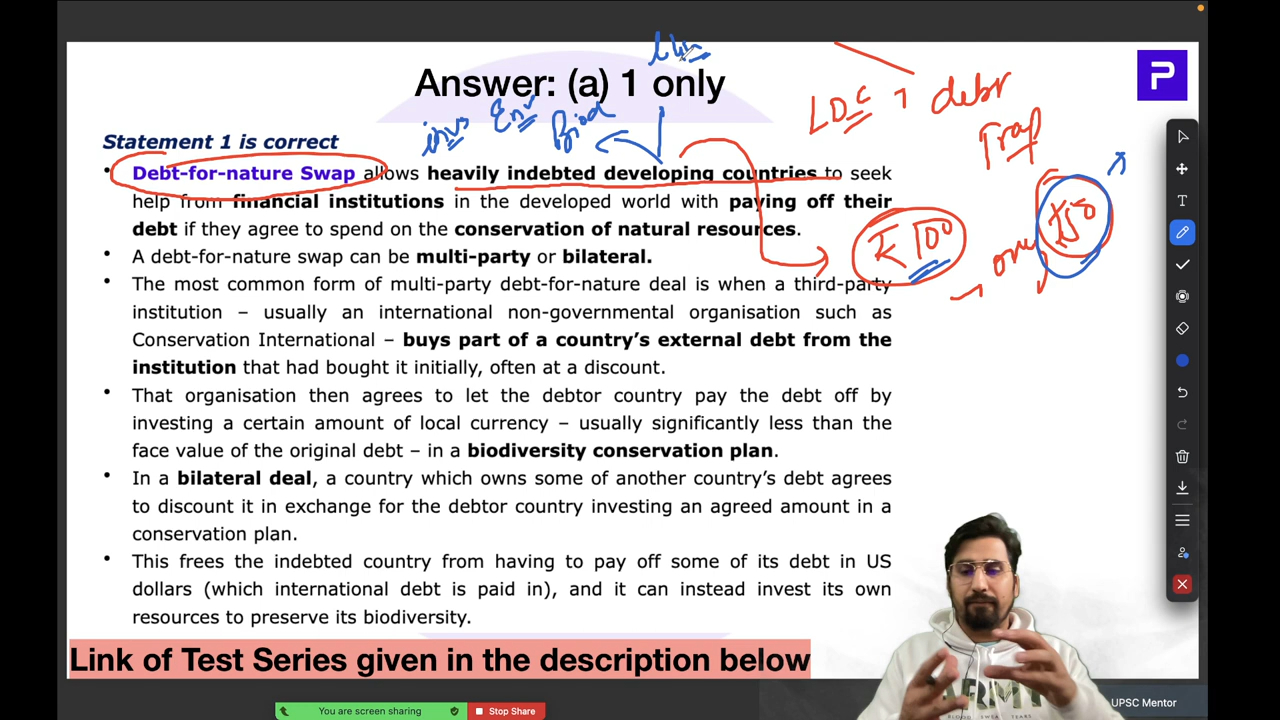 Answer: (a) 1 only
LDC → debt
Trap
invs Env Biod
Statement 1 is correct
• Debt-for-nature Swap allows heavily indebted developing countries to seek
help from financial institutions in the developed world with paying off their
debt if they agree to spend on the conservation of natural resources.
• A debt-for-nature swap can be multi-party or bilateral.
• The most common form of multi-party debt-for-nature deal is when a third-party
institution – usually an international non-governmental organisation such as
Conservation International – buys part of a country's external debt from the
institution that had bought it initially, often at a discount.
• That organisation then agrees to let the debtor country pay the debt off by
investing a certain amount of local currency – usually significantly less than the
face value of the original debt – in a biodiversity conservation plan.
• In a bilateral deal, a country which owns some of another country's debt agrees
to discount it in exchange for the debtor country investing an agreed amount in a
conservation plan.
• This frees the indebted country from having to pay off some of its debt in US
dollars (which international debt is paid in), and it can instead invest its own
resources to preserve its biodiversity.
₹ 100
₹50
Link of Test Series given in the description below
ARMY
UPSC Mentor
You are screen sharing
Stop Share
P
T